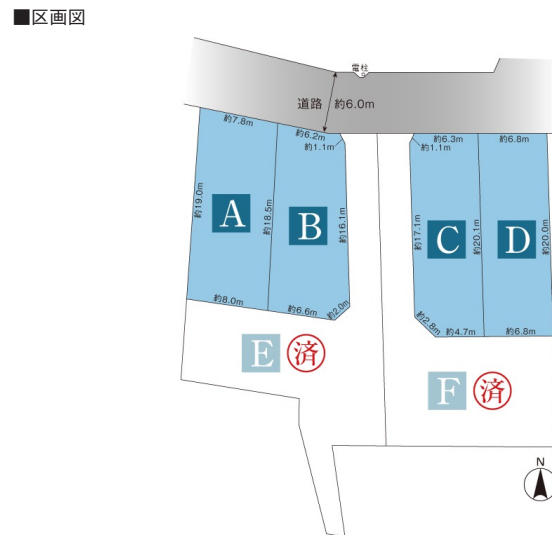 ■区画図
電柱
道路 約6.0m
約7.8m
約6.2m
約1.1m
約6.3m
約1.1m
約6.8m
約19.0m
A
約18.5m
B
約16.1m
約17.1m
C
約20.1m
D
約20.0m
約8.0m
約6.6m
約2.0m
約2.8m
約4.7m
約6.8m
E 済
F 済
N